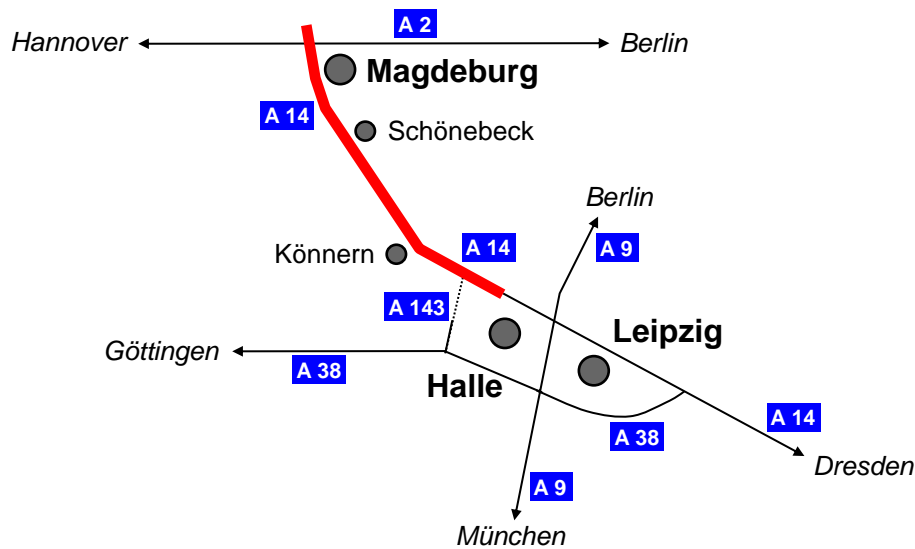 A 2
Hannover
Berlin
Magdeburg
A 14
Schönebeck
Berlin
Könnern
A 14
A 9
A 143
Leipzig
Göttingen
A 38
Halle
A 14
A 38
Dresden
A 9
München